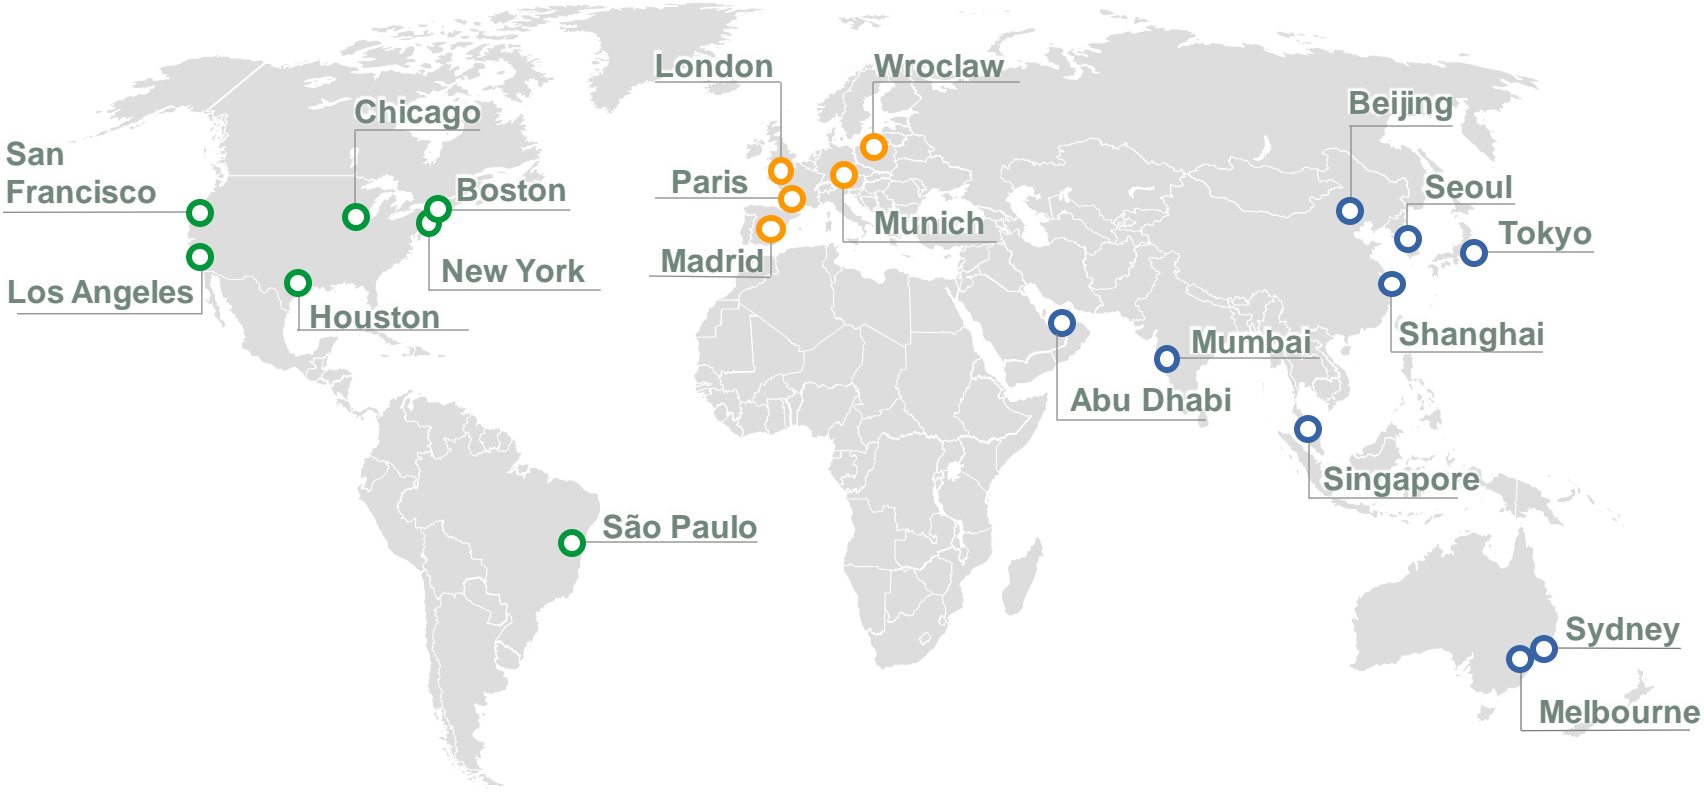 London
Wroclaw
Chicago
Beijing
San
Francisco
Boston
Paris
Seoul
Munich
Tokyo
Madrid
New York
Los Angeles
Houston
Mumbai
Shanghai
Abu Dhabi
Singapore
São Paulo
Sydney
Melbourne